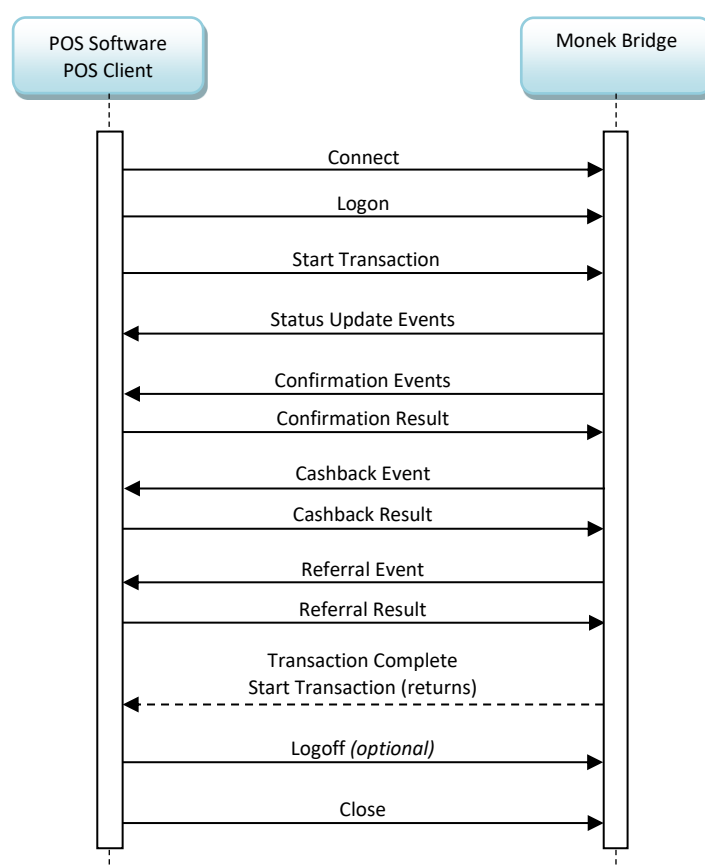 POS Software
POS Client
Monek Bridge
Connect
Logon
Start Transaction
Status Update Events
Confirmation Events
Confirmation Result
Cashback Event
Cashback Result
Referral Event
Referral Result
Transaction Complete
Start Transaction (returns)
Logoff (optional)
Close